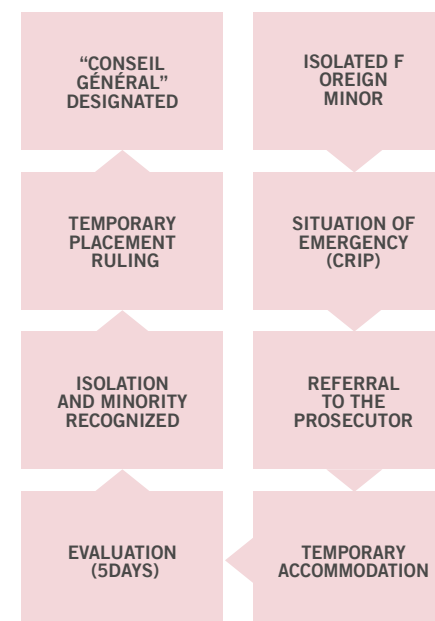 “CONSEIL
GÉNÉRAL”
DESIGNATED
ISOLATED F
OREIGN
MINOR
TEMPORARY
PLACEMENT
RULING
SITUATION OF
EMERGENCY
(CRIP)
ISOLATION
AND MINORITY
RECOGNIZED
REFERRAL
TO THE
PROSECUTOR
EVALUATION
(5DAYS)
TEMPORARY
ACCOMMODATION